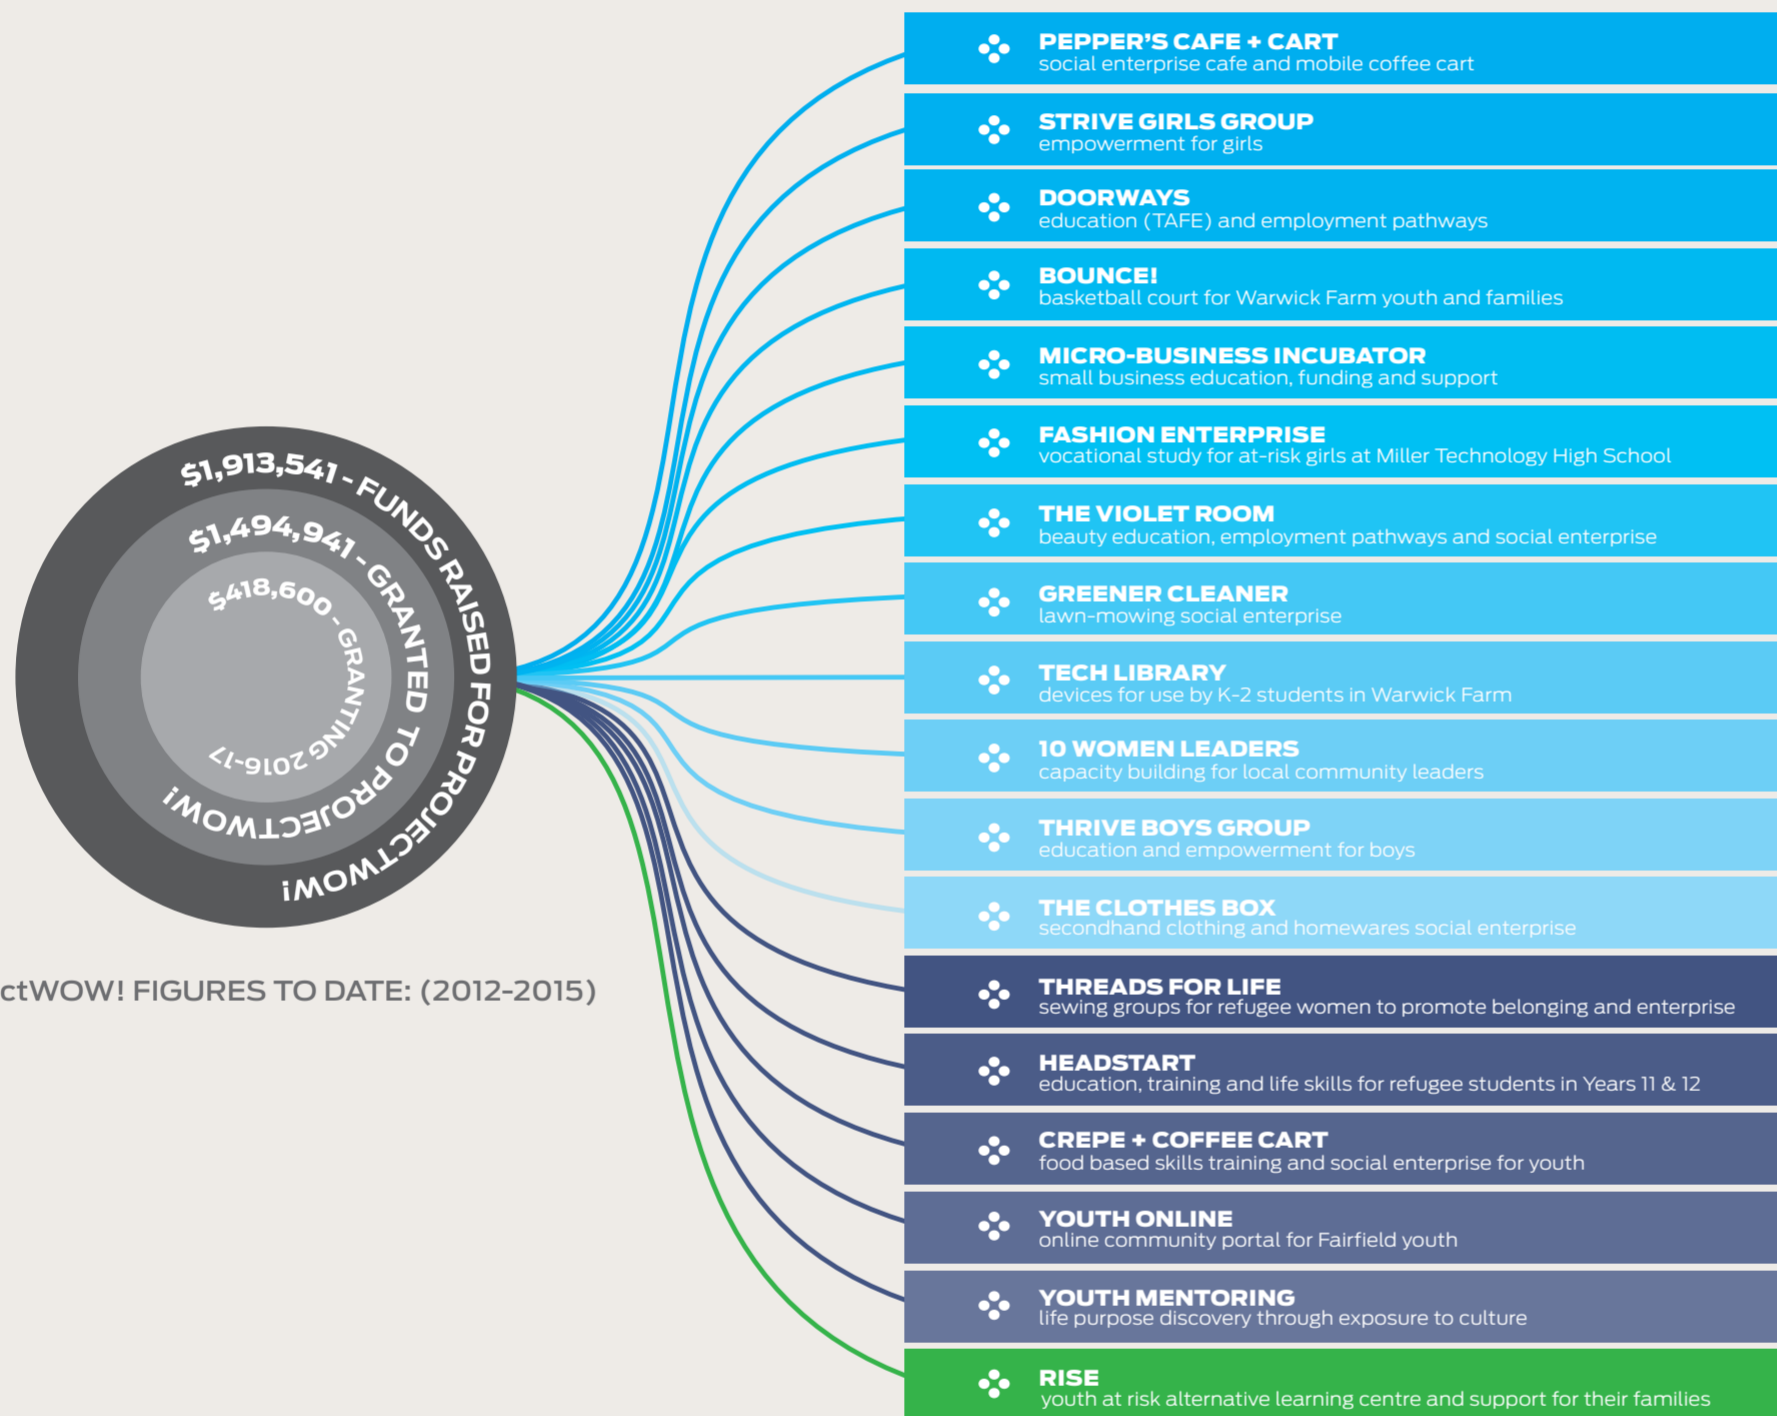 $1,913,541 - FUNDS RAISED FOR PROJECTWOW!
$1,494,941 - GRANTED TO PROJECTWOW!
$418,600 - GRANTING 2016-17
ctWOW! FIGURES TO DATE: (2012-2015)
PEPPER'S CAFE + CART
social enterprise cafe and mobile coffee cart
STRIVE GIRLS GROUP
empowerment for girls
DOORWAYS
education (TAFE) and employment pathways
BOUNCE!
basketball court for Warwick Farm youth and families
MICRO-BUSINESS INCUBATOR
small business education, funding and support
FASHION ENTERPRISE
vocational study for at-risk girls at Miller Technology High School
THE VIOLET ROOM
beauty education, employment pathways and social enterprise
GREENER CLEANER
lawn-mowing social enterprise
TECH LIBRARY
devices for use by K-2 students in Warwick Farm
10 WOMEN LEADERS
capacity building for local community leaders
THRIVE BOYS GROUP
education and empowerment for boys
THE CLOTHES BOX
secondhand clothing and homewares social enterprise
THREADS FOR LIFE
sewing groups for refugee women to promote belonging and enterprise
HEADSTART
education, training and life skills for refugee students in Years 11 & 12
CREPE + COFFEE CART
food based skills training and social enterprise for youth
YOUTH ONLINE
online community portal for Fairfield youth
YOUTH MENTORING
life purpose discovery through exposure to culture
RISE
youth at risk alternative learning centre and support for their families